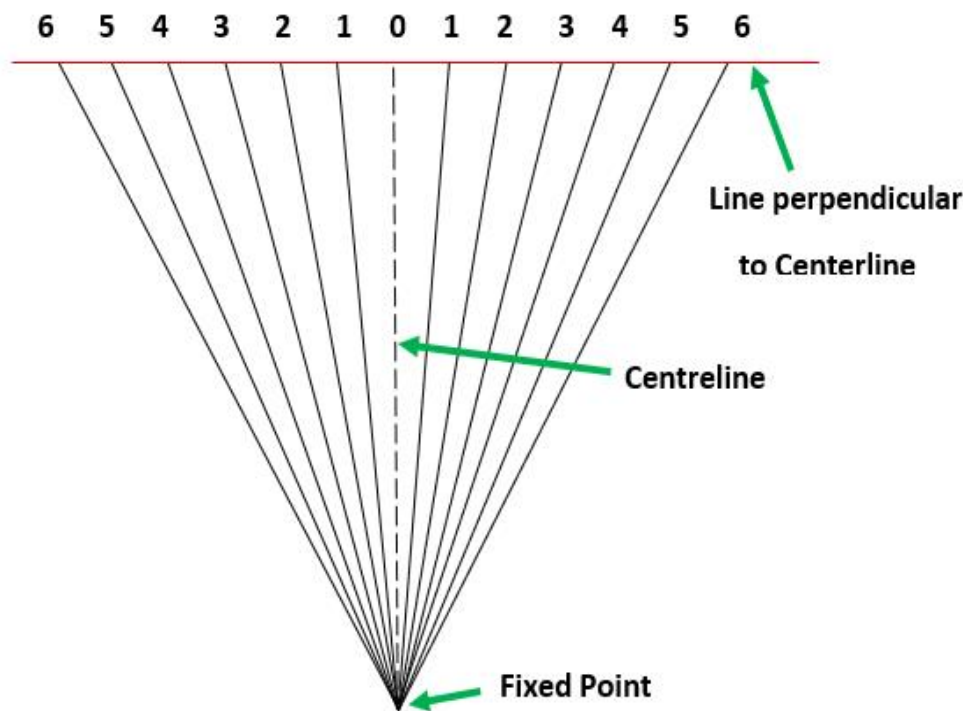 6 5 4 3 2 1 0 1 2 3 4 5 6
Line perpendicular
to Centerline
Centreline
Fixed Point